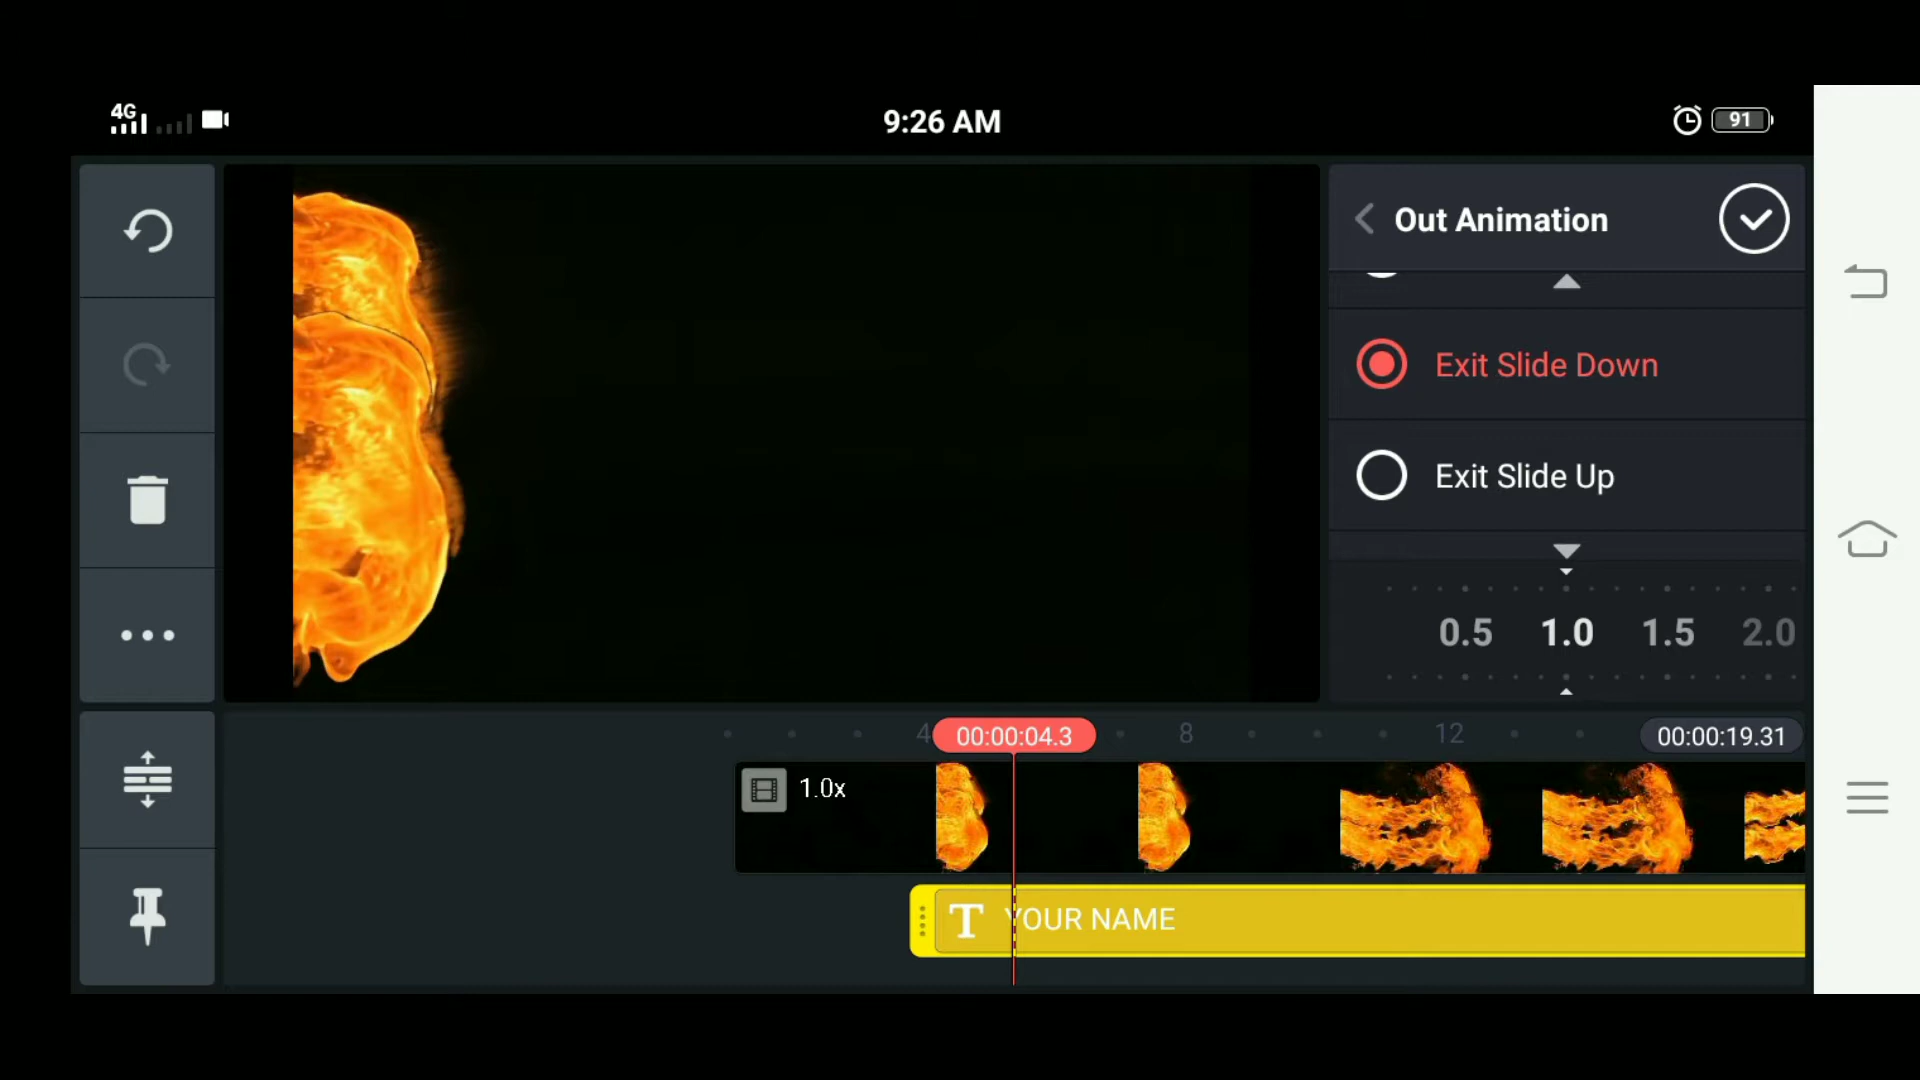 4G
9:26 AM
91
Out Animation
Exit Slide Down
Exit Slide Up
0.5 1.0 1.5 2.0
4 00:00:04.3 8 12 00:00:19.31
1.0x
T YOUR NAME